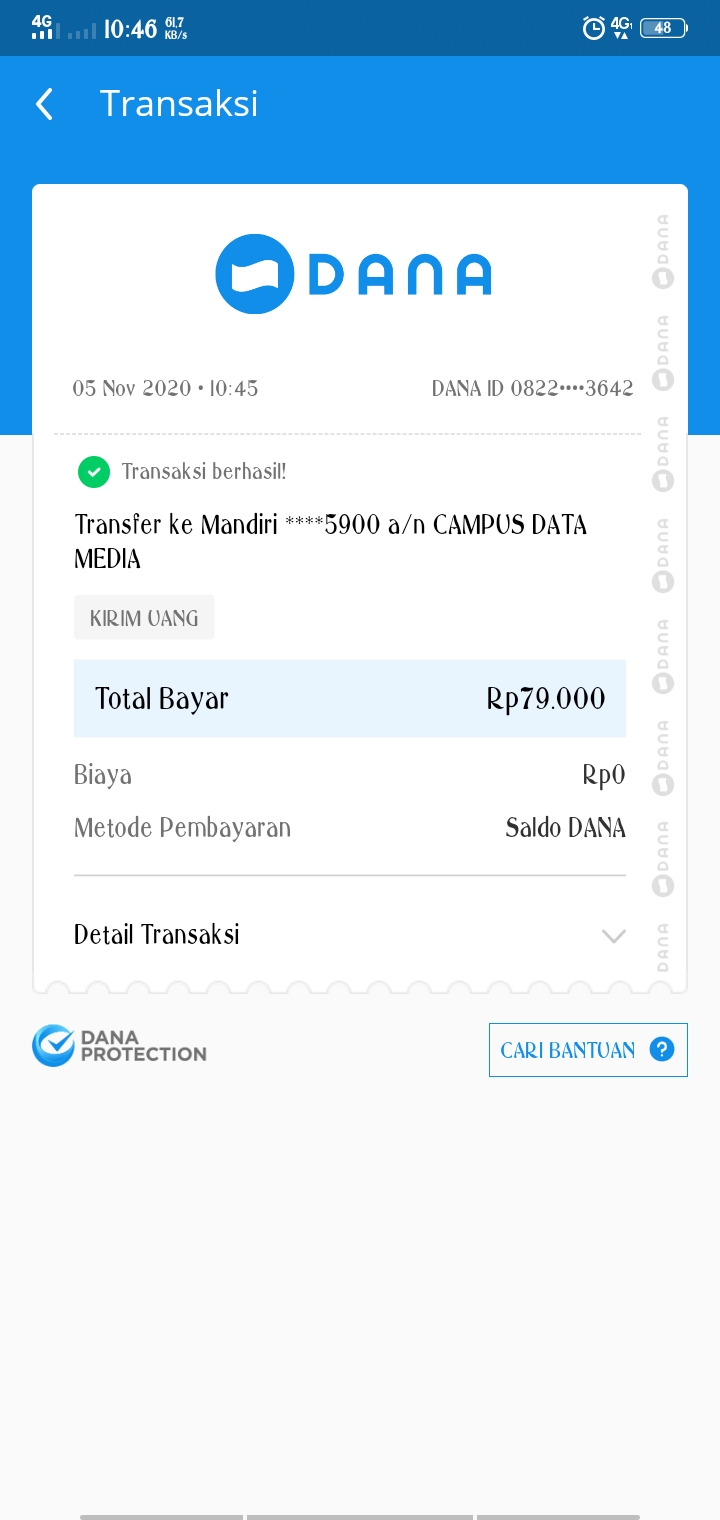 4G 10:46 61,7 KB/s 4G 48
Transaksi
DANA
05 Nov 2020 • 10:45 DANA ID 0822••••3642
Transaksi berhasil!
Transfer ke Mandiri ****5900 a/n CAMPUS DATA
MEDIA
KIRIM UANG
Total Bayar Rp79.000
Biaya Rp0
Metode Pembayaran Saldo DANA
Detail Transaksi
DANA
DANA
DANA
DANA
DANA
DANA
DANA
DANA
DANA
PROTECTION
CARI BANTUAN ?